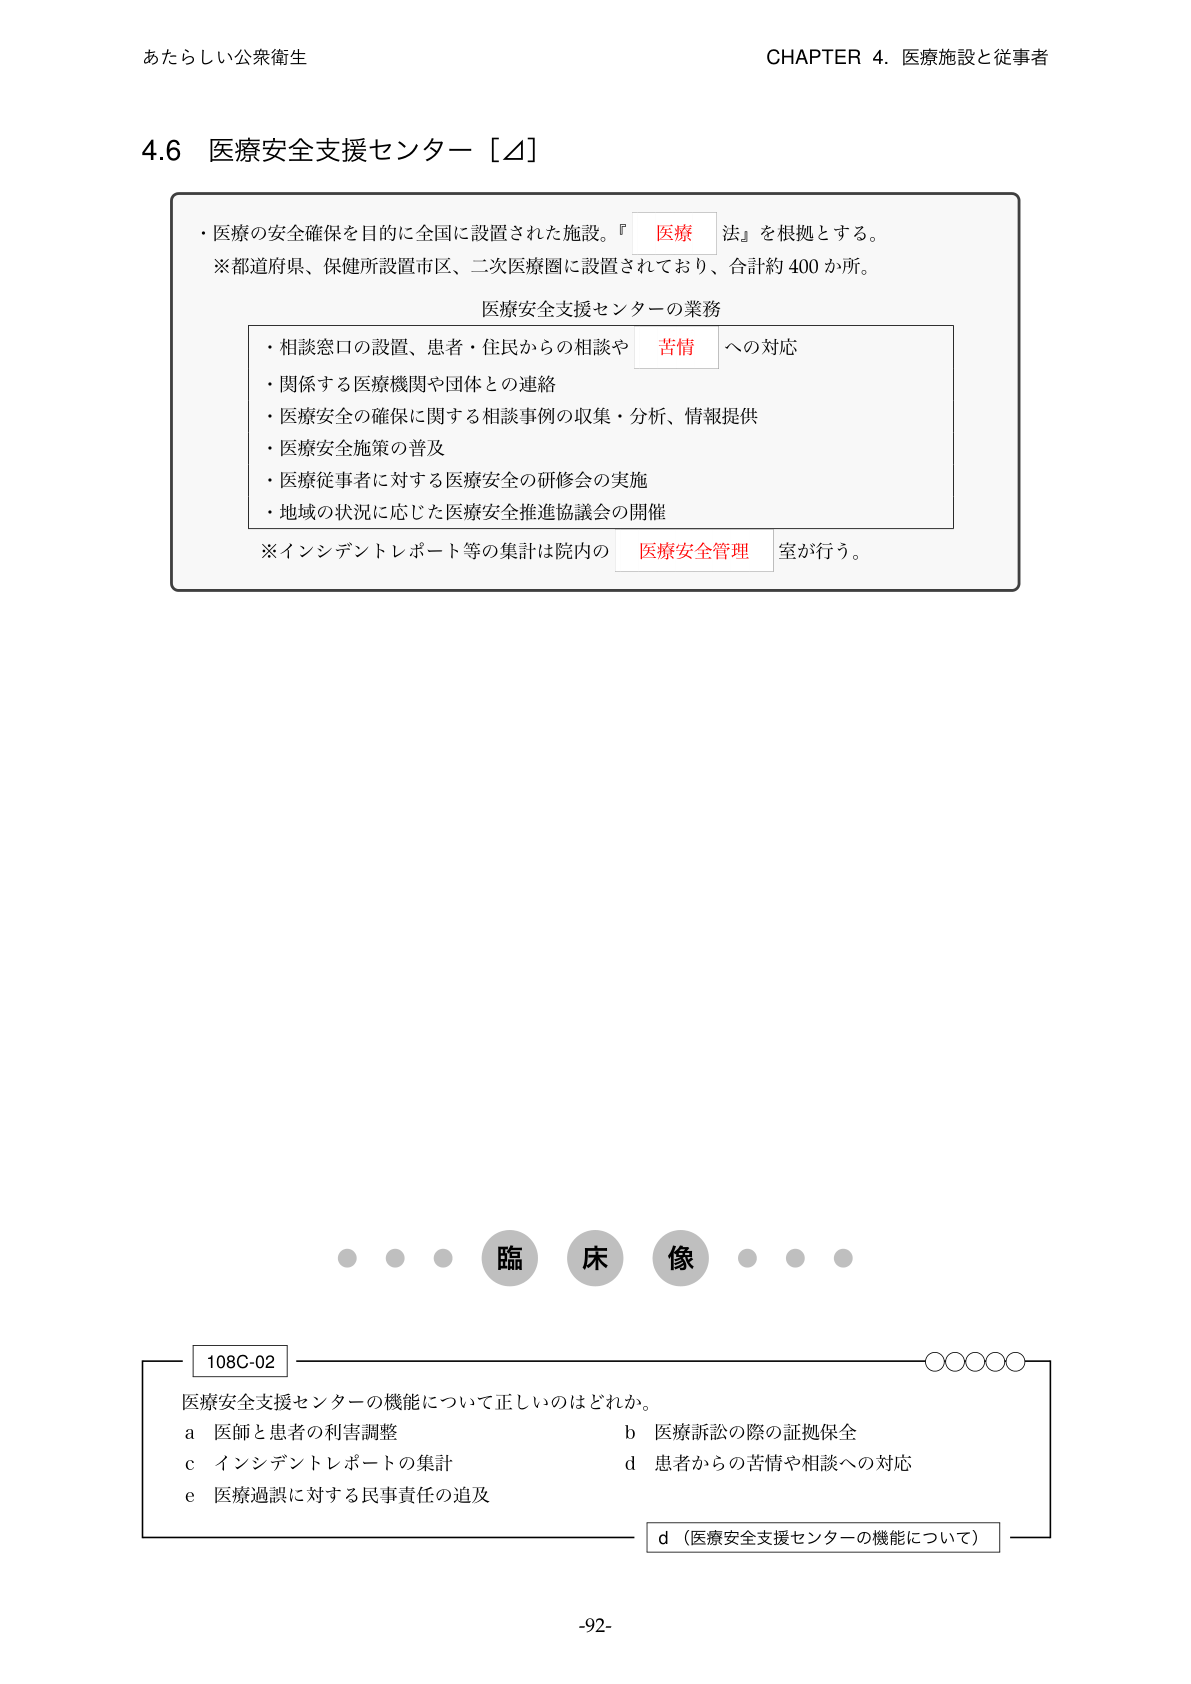 あたらしい公衆衛生 CHAPTER 4. 医療施設と従事者
4.6 医療安全支援センター［⊿］
・医療の安全確保を目的に全国に設置された施設。『 医療 法』を根拠とする。
※都道府県、保健所設置市区、二次医療圏に設置されており、合計約 400 か所。
医療安全支援センターの業務
・相談窓口の設置、患者・住民からの相談や 苦情 への対応
・関係する医療機関や団体との連絡
・医療安全の確保に関する相談事例の収集・分析、情報提供
・医療安全施策の普及
・医療従事者に対する医療安全の研修会の実施
・地域の状況に応じた医療安全推進協議会の開催
※インシデントレポート等の集計は院内の 医療安全管理 室が行う。
臨 床 像
108C-02
医療安全支援センターの機能について正しいのはどれか。
a 医師と患者の利害調整 b 医療訴訟の際の証拠保全
c インシデントレポートの集計 d 患者からの苦情や相談への対応
e 医療過誤に対する民事責任の追及
d （医療安全支援センターの機能について）
-92-